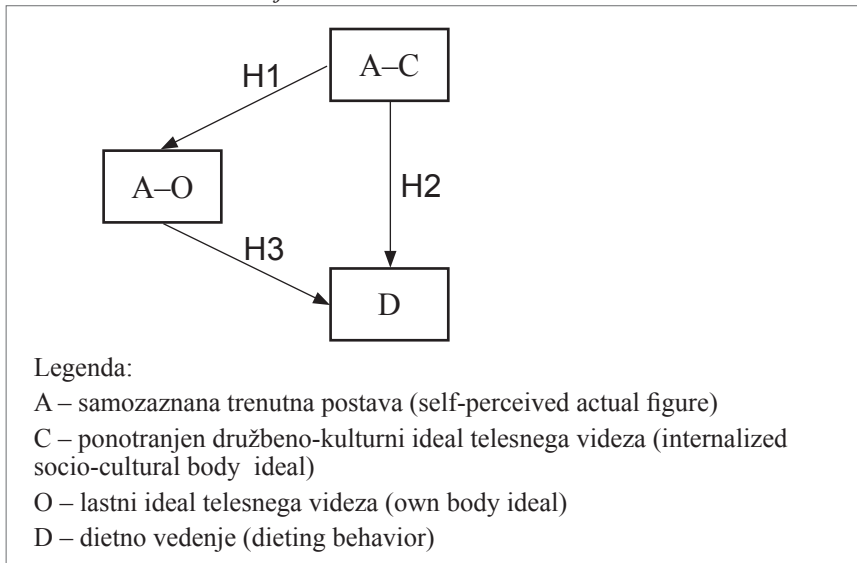 A–C
H1
A–O
H2
H3
D
Legenda:
A – samozaznana trenutna postava (self-perceived actual figure)
C – ponotranjen družbeno-kulturni ideal telesnega videza (internalized
socio-cultural body ideal)
O – lastni ideal telesnega videza (own body ideal)
D – dietno vedenje (dieting behavior)